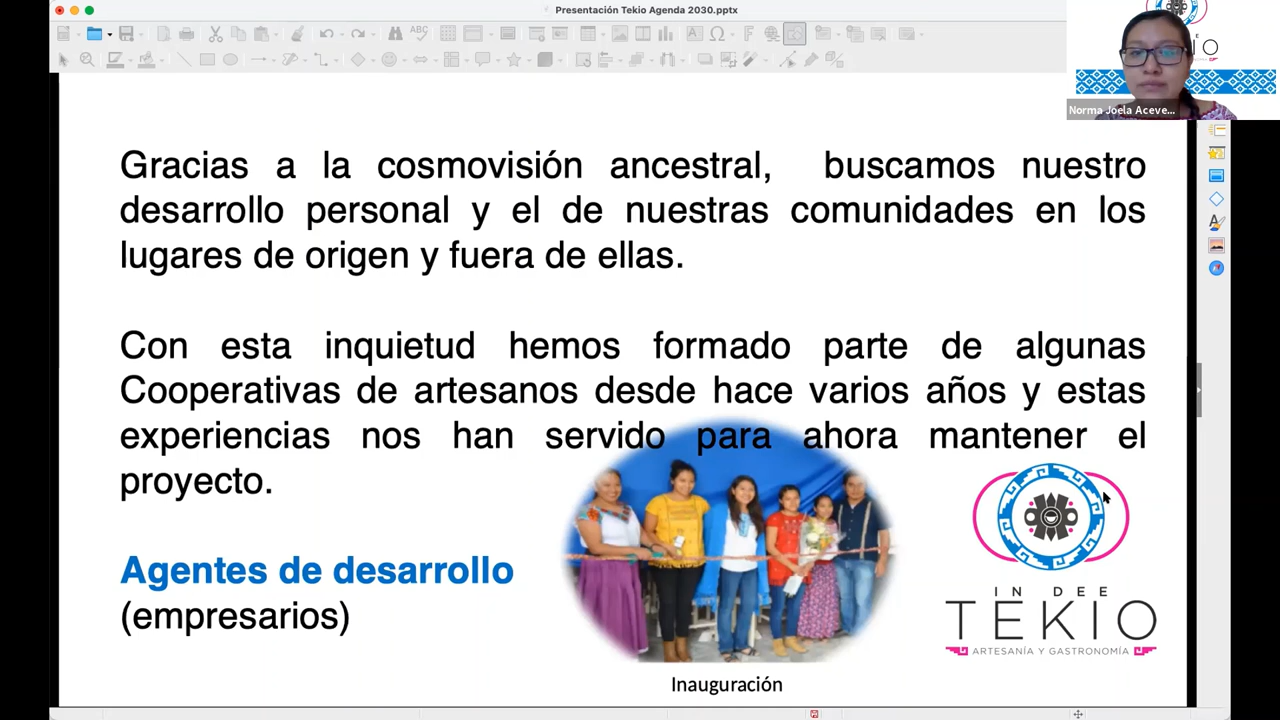 Presentación Tekio Agenda 2030.pptx
Norma Joela Aceve...
Gracias a la cosmovisión ancestral, buscamos nuestro
desarrollo personal y el de nuestras comunidades en los
lugares de origen y fuera de ellas.
Con esta inquietud hemos formado parte de algunas
Cooperativas de artesanos desde hace varios años y estas
experiencias nos han servido para ahora mantener el
proyecto.
Agentes de desarrollo
(empresarios)
Inauguración
IN DEE
TEKIO
ARTESANÍA Y GASTRONOMÍA